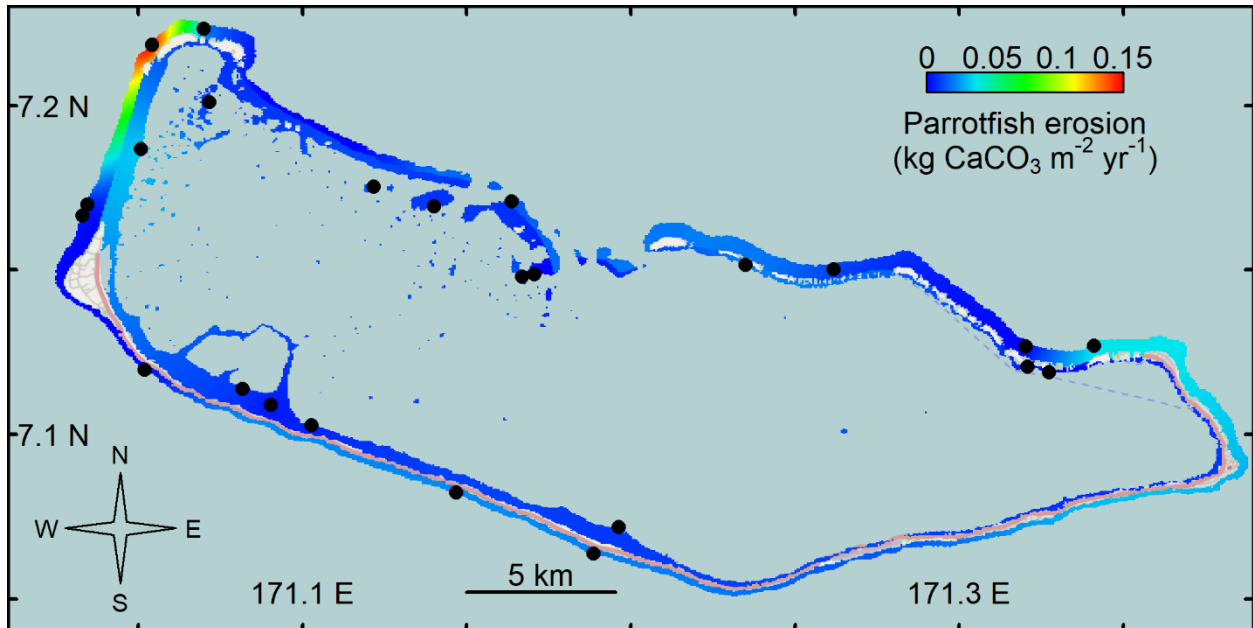 0 0.05 0.1 0.15
Parrotfish erosion
(kg CaCO₃ m⁻² yr⁻¹)
7.2 N
7.1 N
N
W E
S
5 km
171.1 E 171.3 E